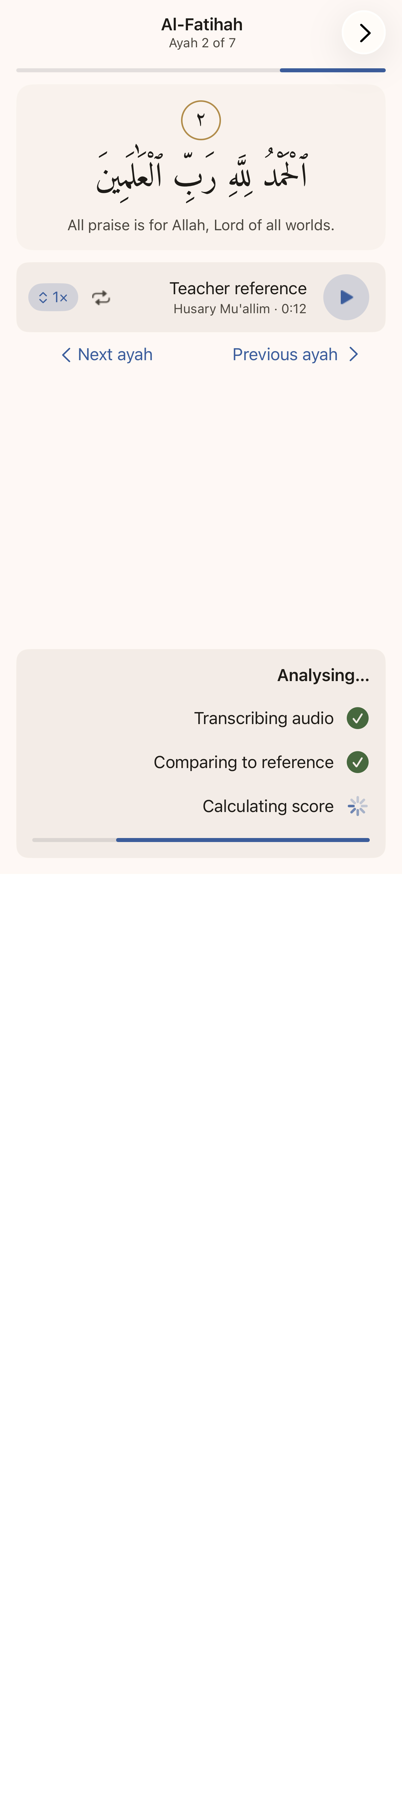 Al-Fatihah
Ayah 2 of 7
٢
ٱلْحَمْدُ لِلَّهِ رَبِّ ٱلْعَٰلَمِينَ
All praise is for Allah, Lord of all worlds.
Teacher reference
Husary Mu'allim · 0:12
1×
Previous ayah
Next ayah
Analysing...
Transcribing audio
Comparing to reference
Calculating score